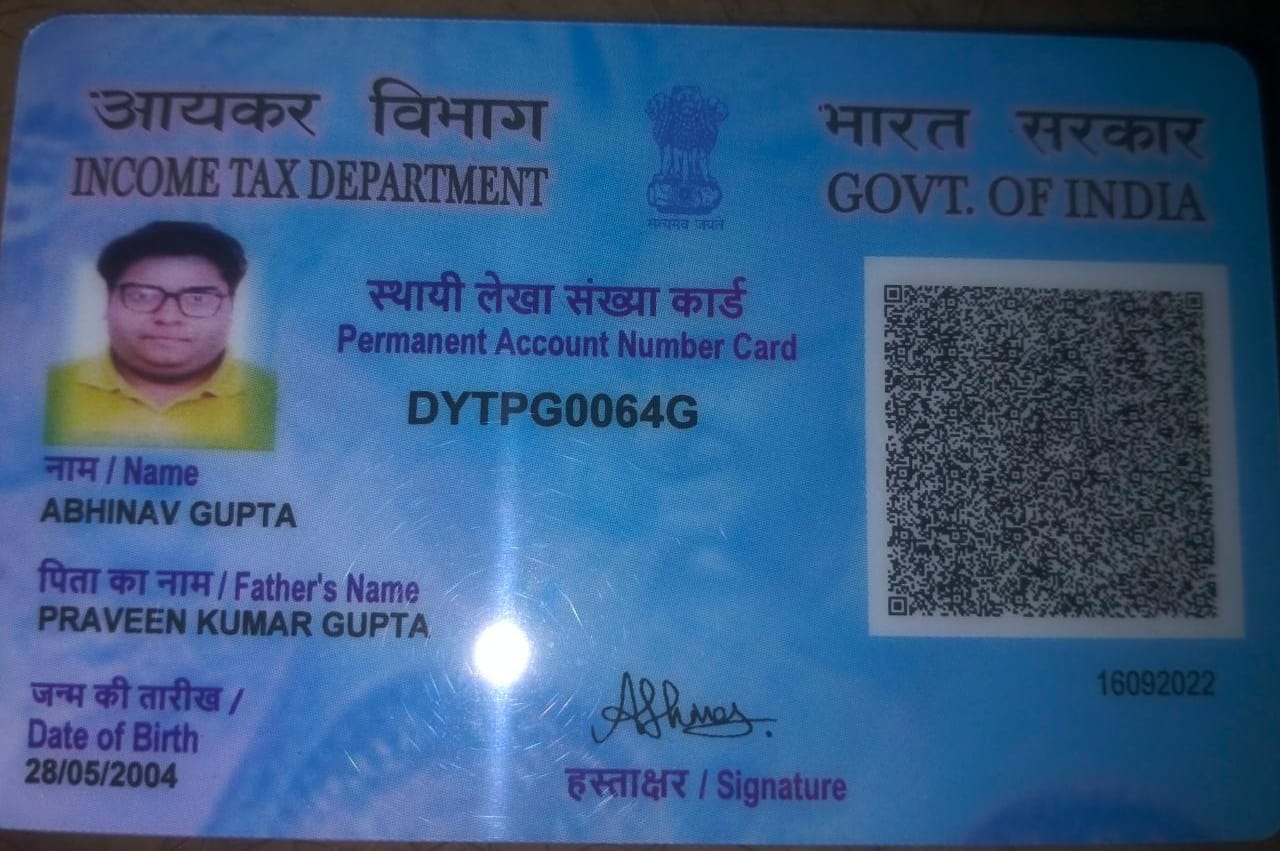 आयकर विभाग
INCOME TAX DEPARTMENT
सत्यमेव जयते
भारत सरकार
GOVT. OF INDIA
स्थायी लेखा संख्या कार्ड
Permanent Account Number Card
DYTPG0064G
नाम / Name
ABHINAV GUPTA
पिता का नाम / Father's Name
PRAVEEN KUMAR GUPTA
जन्म की तारीख /
Date of Birth
28/05/2004
हस्ताक्षर / Signature
16092022